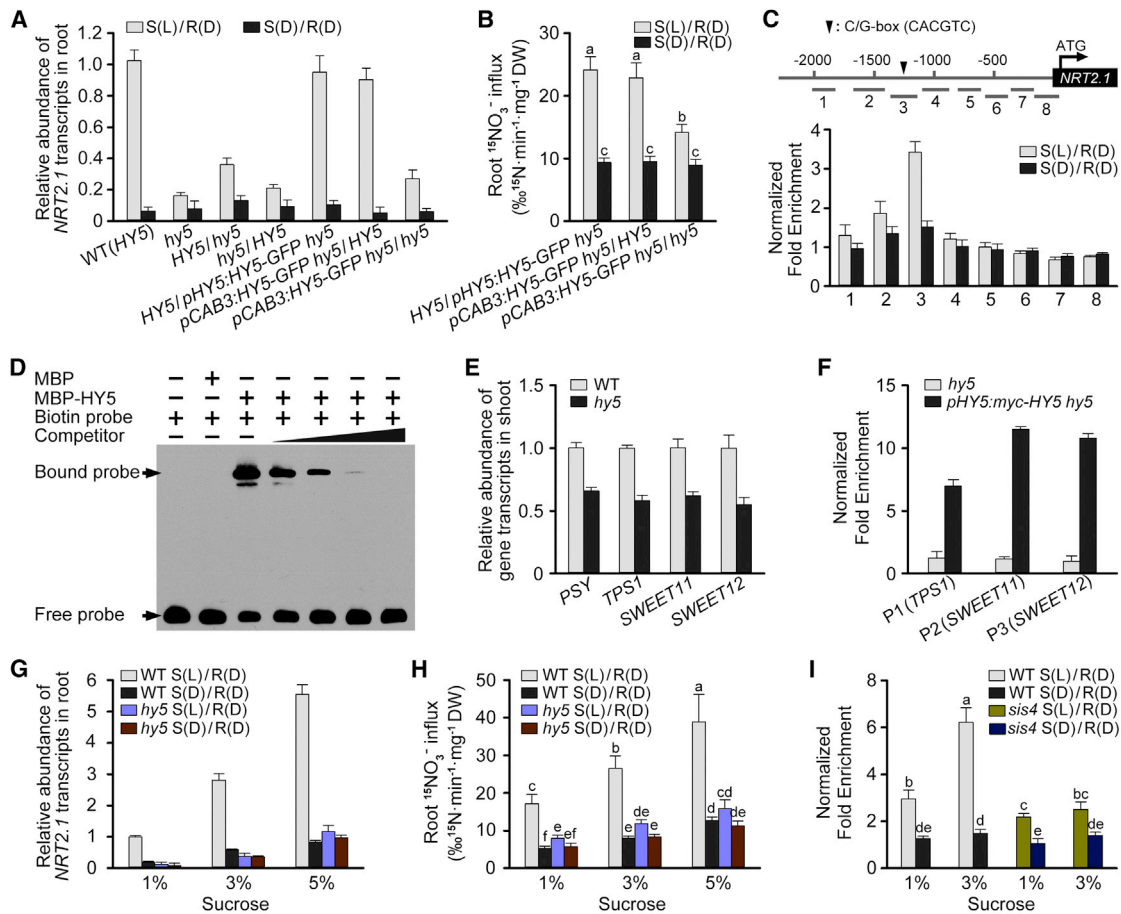 A
S(L)/R(D)
S(D)/R(D)
Relative abundance of
NRT2.1 transcripts in root
1.2
0.8
0.6
0.4
0.2
0
WT(HY5)
hy5
HY5/hy5
hy5/HY5
HY5/pHY5:HY5-GFP hy5
pCAB3:HY5-GFP hy5/HY5
pCAB3:HY5-GFP hy5/hy5
B
S(L)/R(D)
S(D)/R(D)
Root ¹⁵NO₃⁻ influx
(‰¹⁵N·min⁻¹·mg⁻¹ DW)
30
20
10
0
a
c
a
c
b
c
HY5/pHY5:HY5-GFP hy5
pCAB3:HY5-GFP hy5/HY5
pCAB3:HY5-GFP hy5/hy5
C
: C/G-box (CACGTC)
ATG
-2000
-1500
-1000
-500
NRT2.1
1
2
3
4
5
6
7
8
Normalized
Fold Enrichment
S(L)/R(D)
S(D)/R(D)
4
3
2
1
0
1
2
3
4
5
6
7
8
D
MBP
− + − − − − −
MBP-HY5
− − + + + + +
Biotin probe
+ + + + + + +
Competitor
− − −
Bound probe
Free probe
E
WT
hy5
Relative abundance of
gene transcripts in shoot
1.5
1.0
0.5
0
PSY
TPS1
SWEET11
SWEET12
F
hy5
pHY5:myc-HY5 hy5
Normalized
Fold Enrichment
15
10
5
0
P1(TPS1)
P2(SWEET11)
P3(SWEET12)
G
WT S(L)/R(D)
WT S(D)/R(D)
hy5 S(L)/R(D)
hy5 S(D)/R(D)
Relative abundance of
NRT2.1 transcripts in root
6
5
4
3
2
1
0
1%
3%
5%
Sucrose
H
WT S(L)/R(D)
WT S(D)/R(D)
hy5 S(L)/R(D)
hy5 S(D)/R(D)
Root ¹⁵NO₃⁻ influx
(‰¹⁵N·min⁻¹·mg⁻¹ DW)
50
40
30
20
10
0
c
f
e
ef
b
e
de
e
a
d
cd
de
1%
3%
5%
Sucrose
I
WT S(L)/R(D)
WT S(D)/R(D)
sis4 S(L)/R(D)
sis4 S(D)/R(D)
Normalized
Fold Enrichment
8
6
4
2
0
b
de
a
d
c
e
bc
de
1%
3%
1%
3%
Sucrose